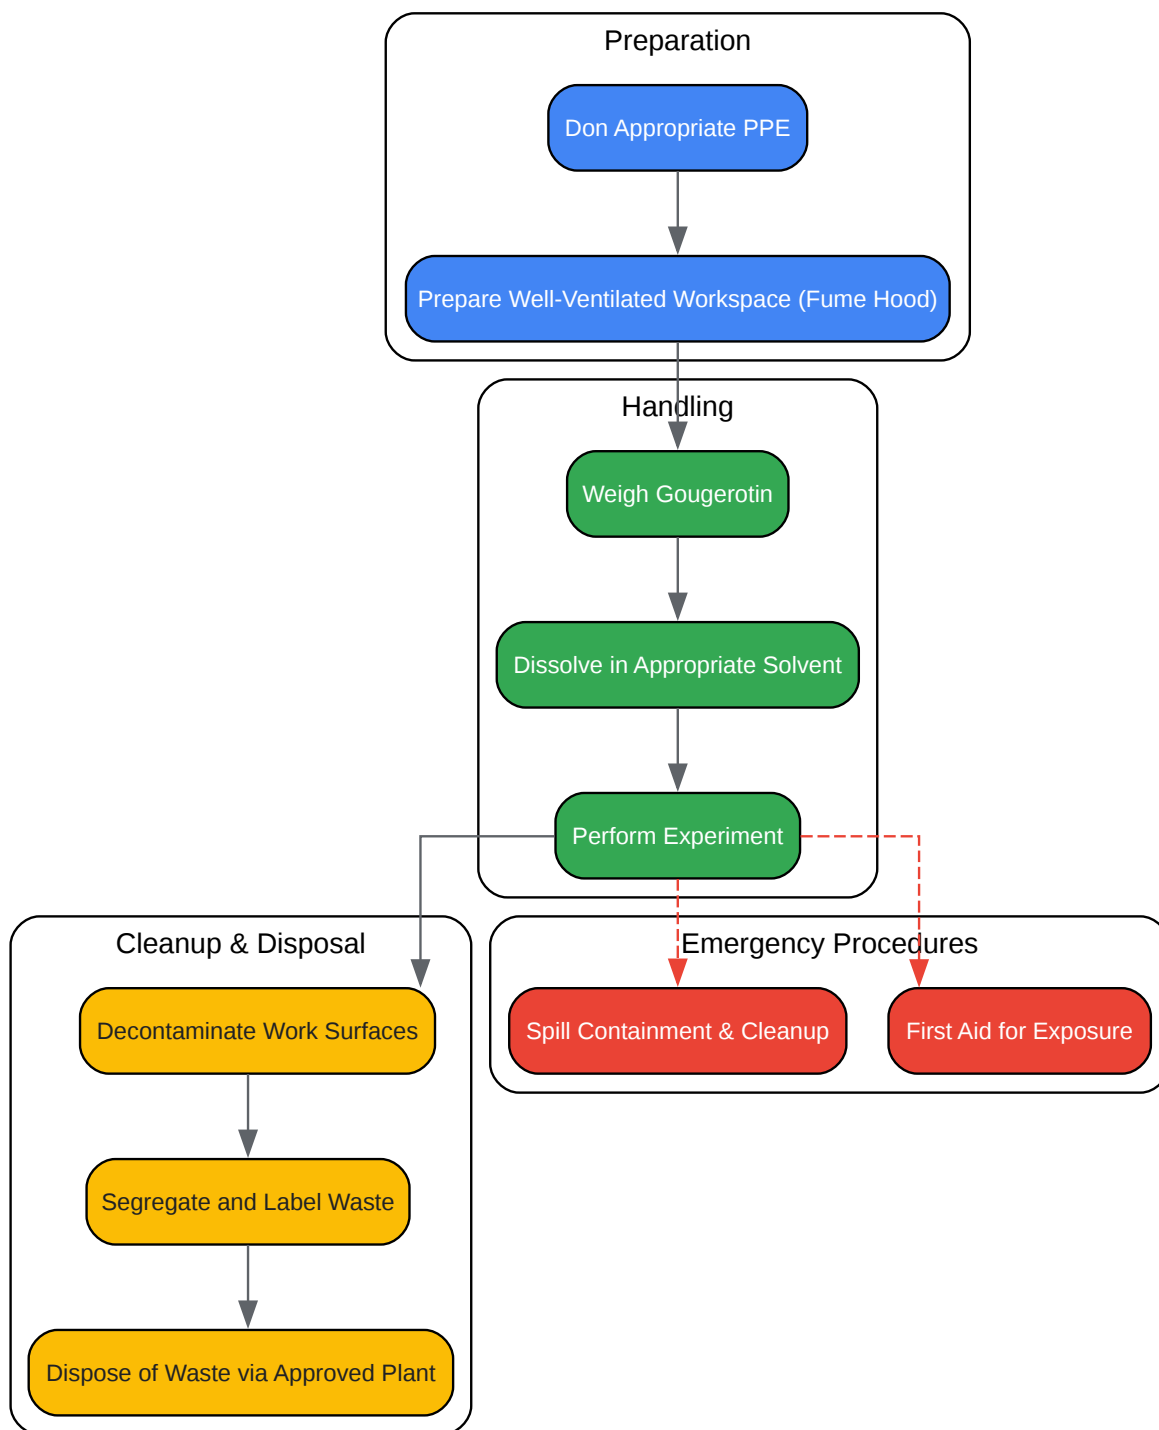 Preparation
Don Appropriate PPE
Prepare Well-Ventilated Workspace (Fume Hood)
Handling
Weigh Gougerotin
Dissolve in Appropriate Solvent
Perform Experiment
Cleanup & Disposal
Decontaminate Work Surfaces
Segregate and Label Waste
Dispose of Waste via Approved Plant
Emergency Procedures
Spill Containment & Cleanup
First Aid for Exposure